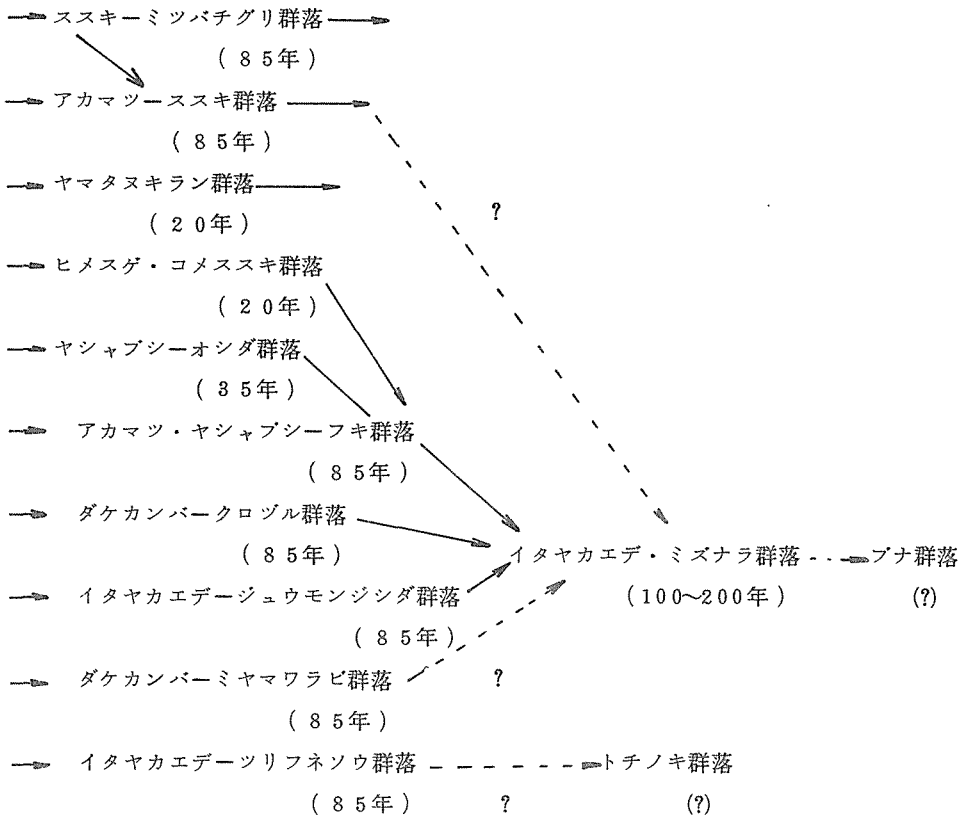 ススキーミツバチグリ群落
(85年)
アカマツーススキ群落
(85年)
ヤマタヌキラン群落
(20年)
?
ヒメスゲ・コメススキ群落
(20年)
ヤシャブシーオシダ群落
(35年)
アカマツ・ヤシャブシーフキ群落
(85年)
ダケカンバークロヅル群落
(85年)
イタヤカエデ・ミズナラ群落 ブナ群落
(100~200年) (?)
イタヤカエデージュウモンジシダ群落
(85年)
ダケカンバーミヤマワラビ群落 ?
(85年)
イタヤカエデーツリフネソウ群落 トチノキ群落
(85年) ? (?)